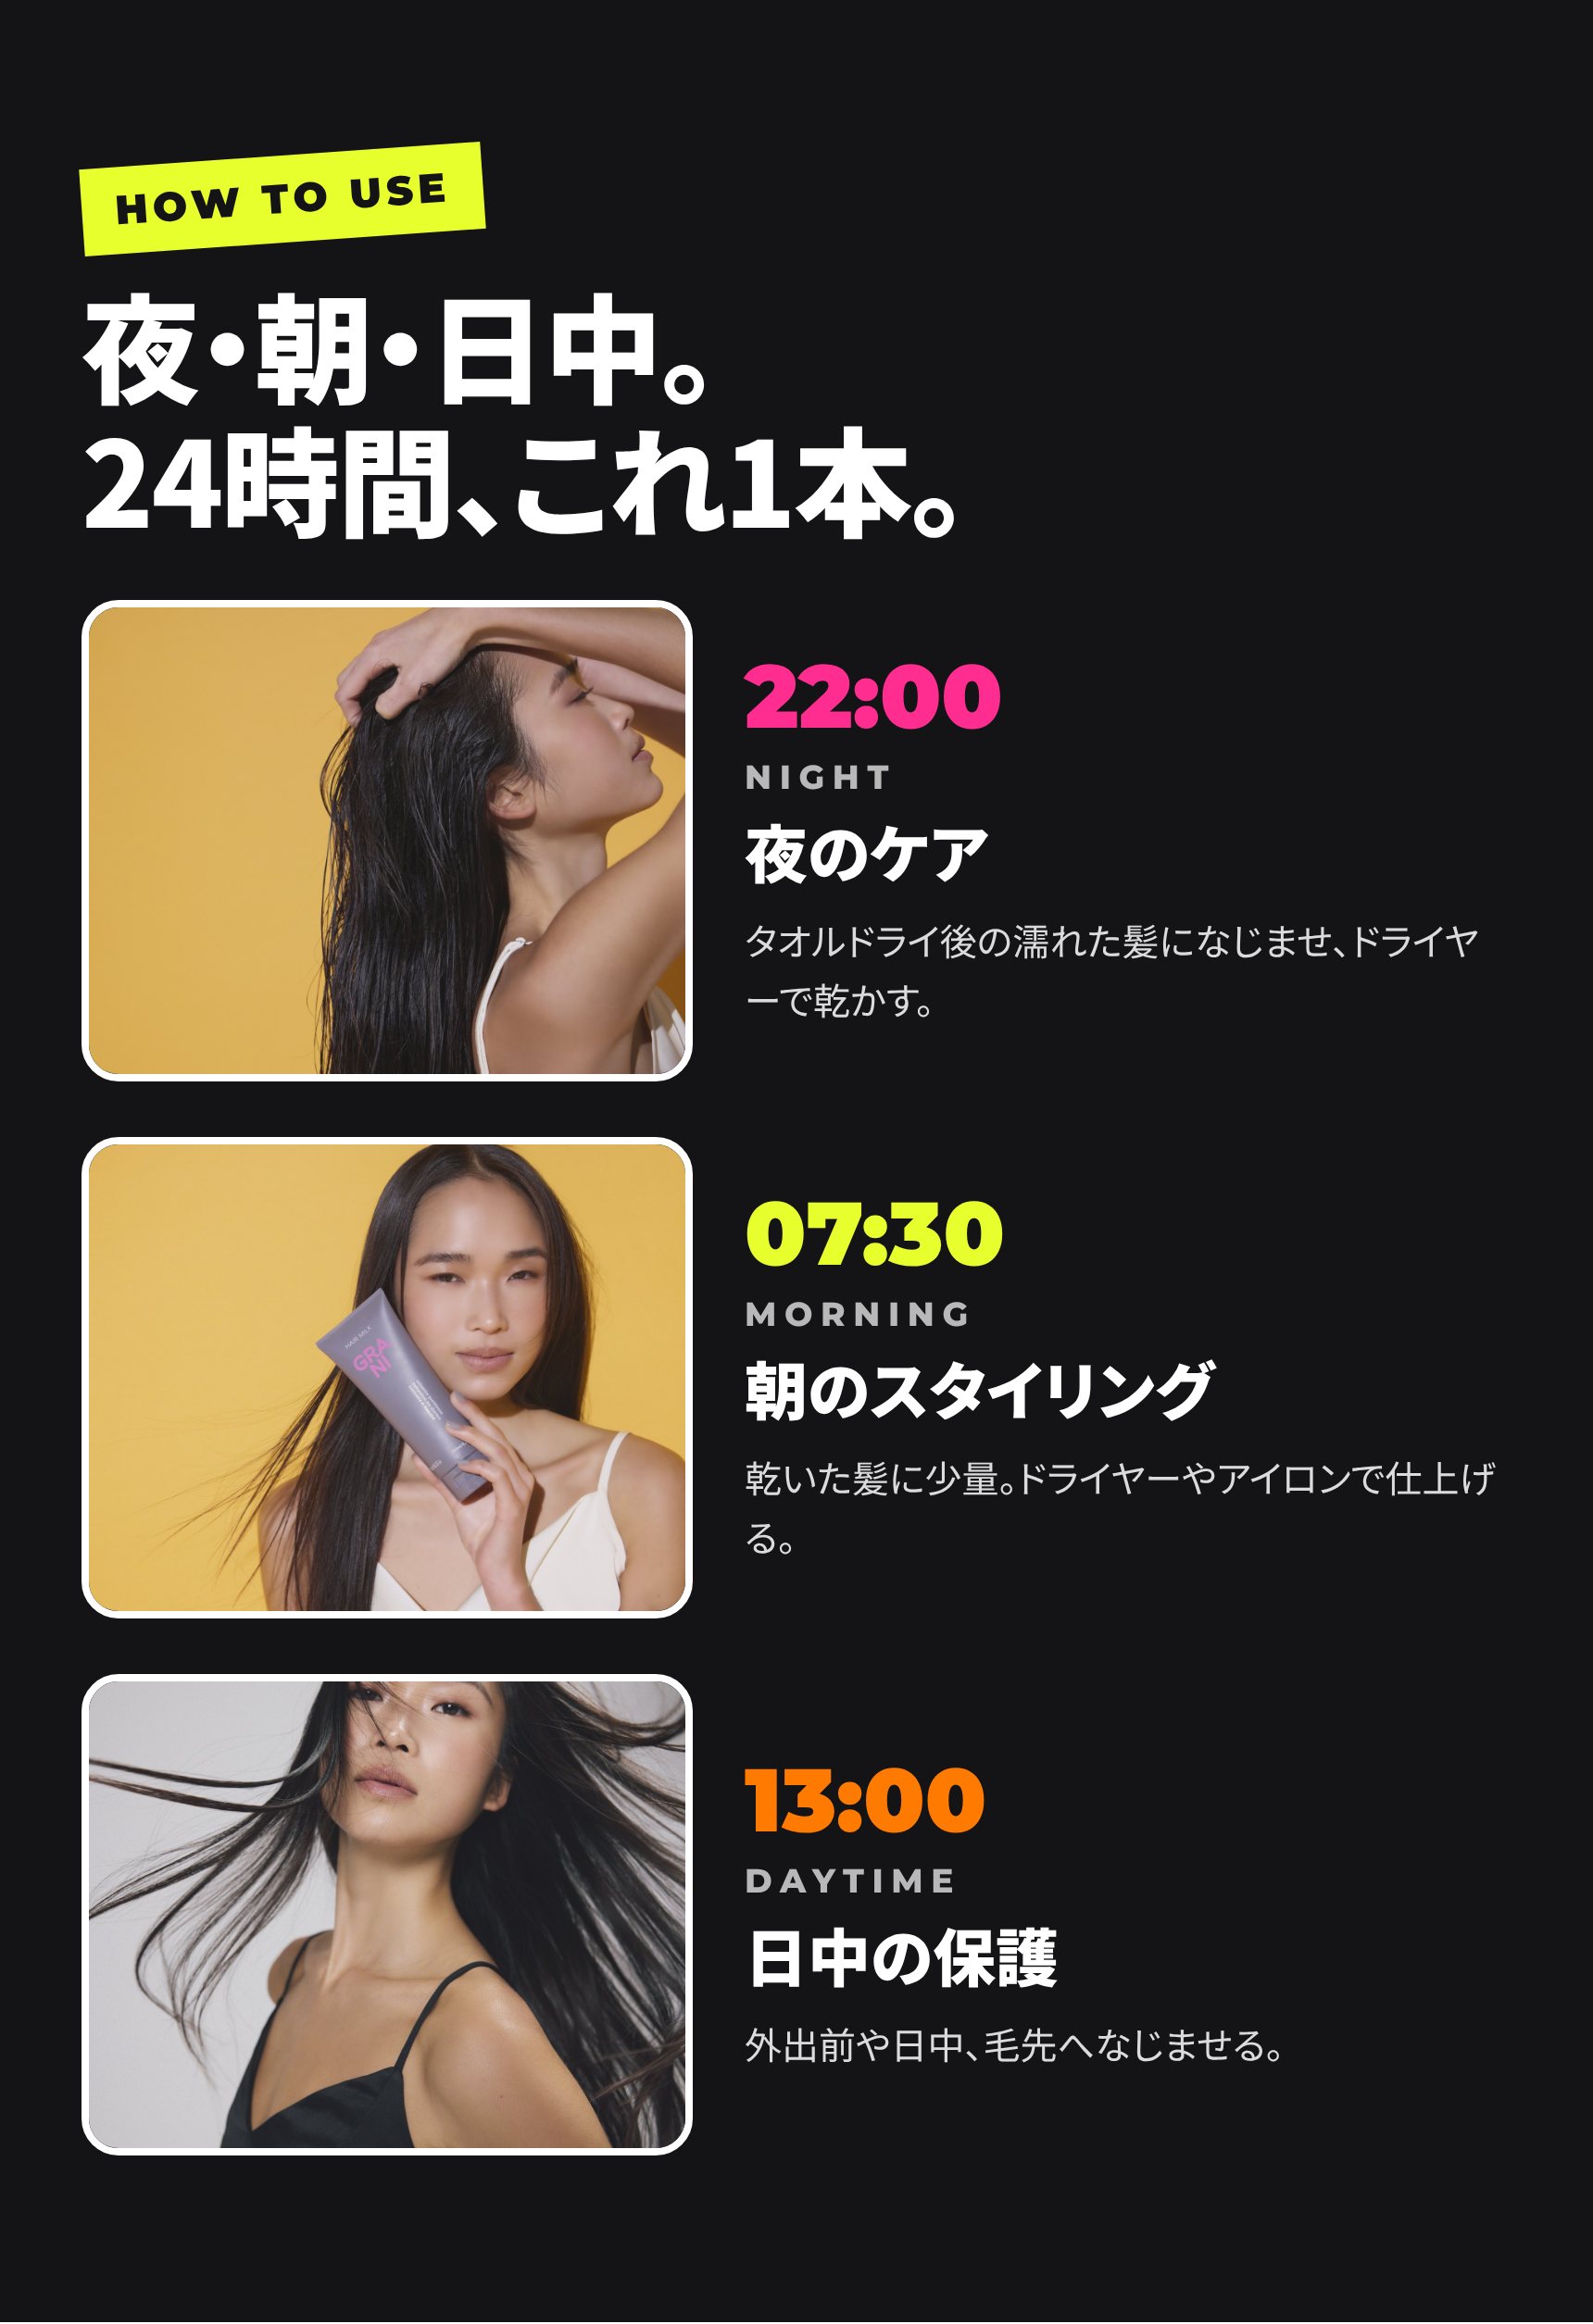 HOW TO USE
夜・朝・日中。
24時間、これ1本。
22:00
NIGHT
夜のケア
タオルドライ後の濡れた髪になじませ、ドライヤ
ーで乾かす。
HAIR MILK
GRA
NI
07:30
MORNING
朝のスタイリング
乾いた髪に少量。ドライヤーやアイロンで仕上げ
る。
13:00
DAYTIME
日中の保護
外出前や日中、毛先へなじませる。